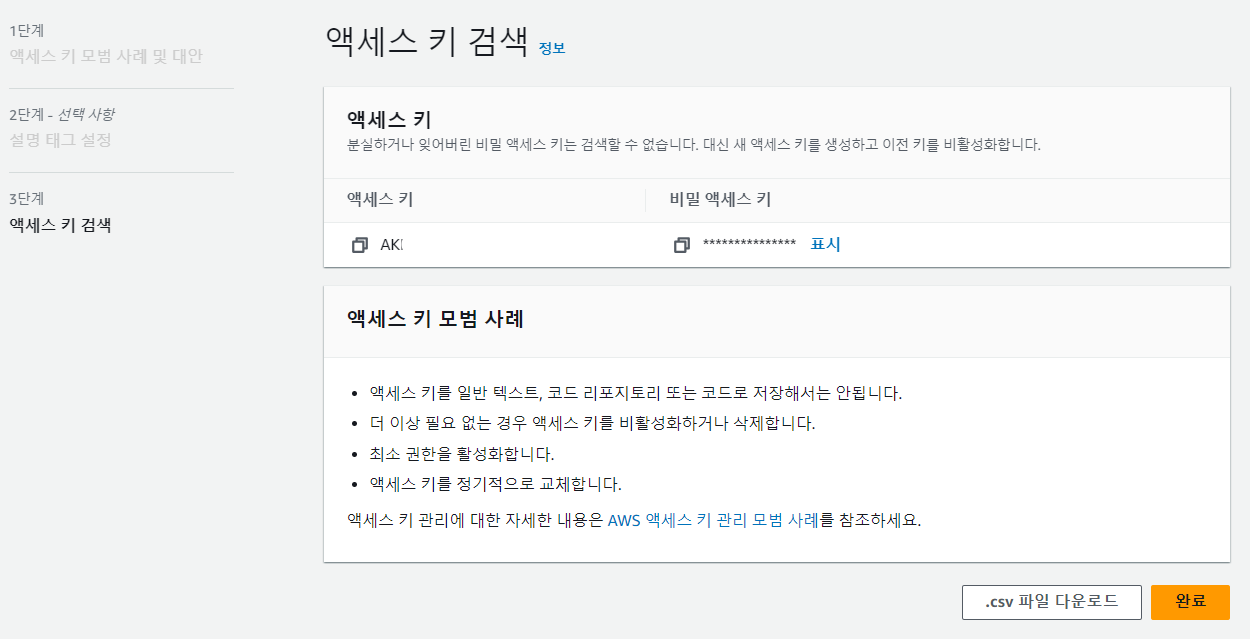 1단계
액세스 키 모범 사례 및 대안
2단계 - 선택 사항
설명 태그 설정
3단계
액세스 키 검색
액세스 키 검색 정보
액세스 키
분실하거나 잊어버린 비밀 액세스 키는 검색할 수 없습니다. 대신 새 액세스 키를 생성하고 이전 키를 비활성화합니다.
액세스 키 비밀 액세스 키
AK *************** 표시
액세스 키 모범 사례
• 액세스 키를 일반 텍스트, 코드 리포지토리 또는 코드로 저장해서는 안됩니다.
• 더 이상 필요 없는 경우 액세스 키를 비활성화하거나 삭제합니다.
• 최소 권한을 활성화합니다.
• 액세스 키를 정기적으로 교체합니다.
액세스 키 관리에 대한 자세한 내용은 AWS 액세스 키 관리 모범 사례를 참조하세요.
.csv 파일 다운로드 완료